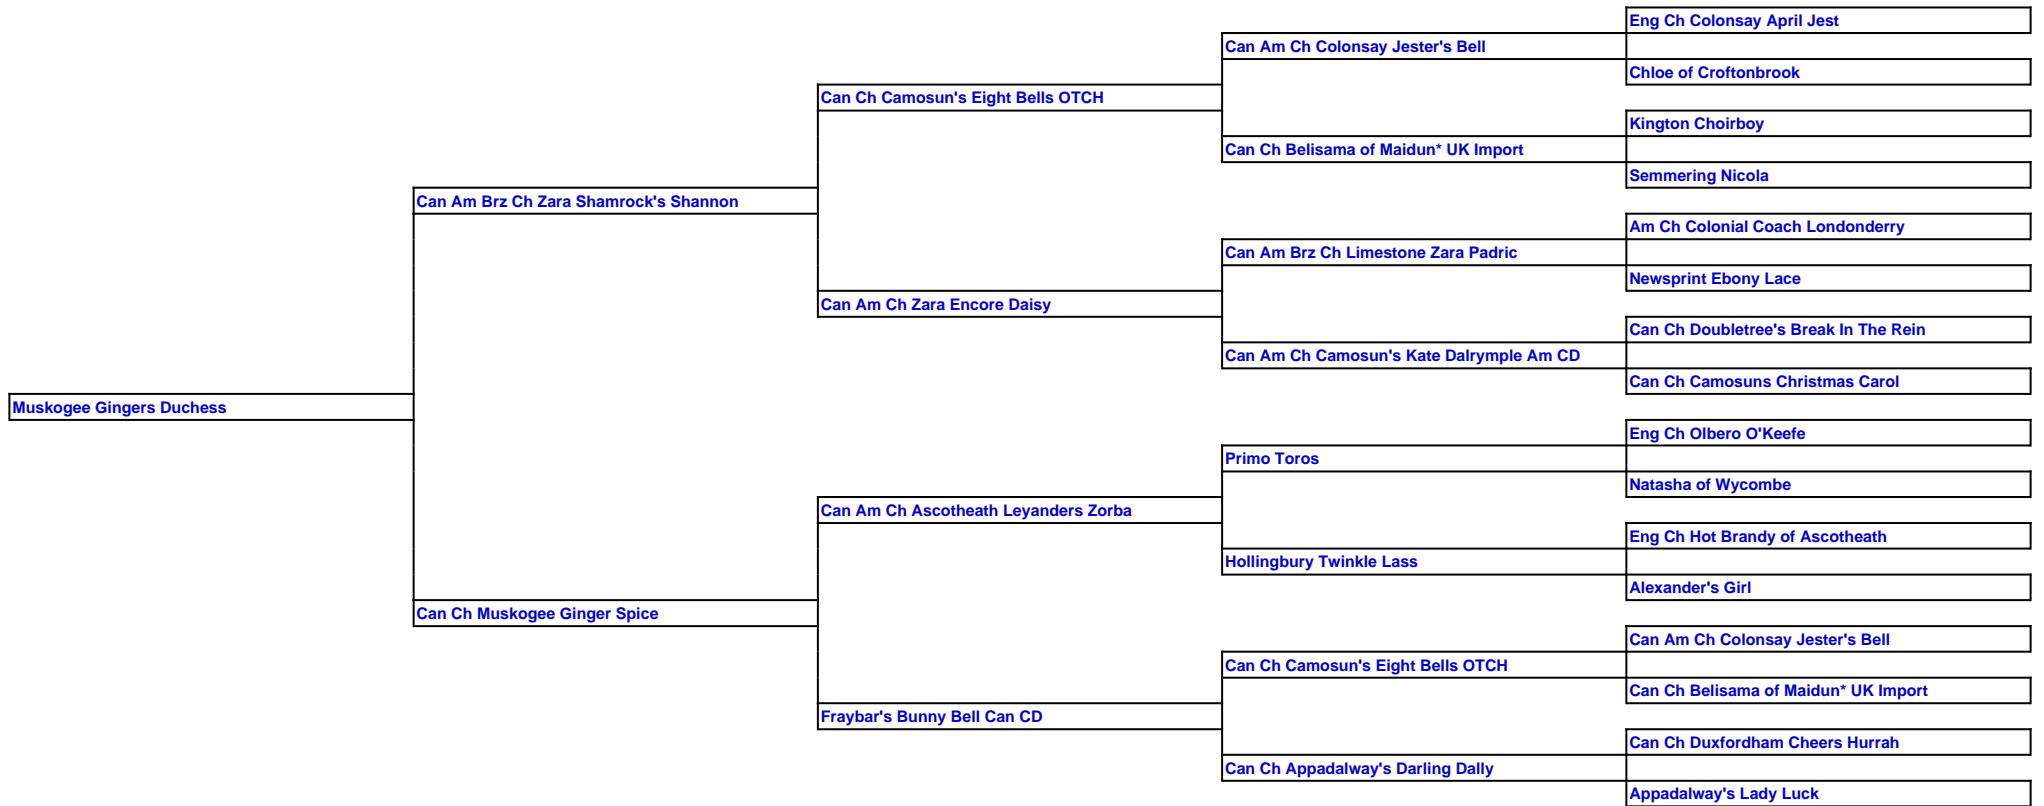 Eng Ch Colonsay April Jest
Can Am Ch Colonsay Jester's Bell
Chloe of Croftonbrook
Can Ch Camosun's Eight Bells OTCH
Kington Choirboy
Can Ch Belisama of Maidun* UK Import
Semmering Nicola
Can Am Brz Ch Zara Shamrock's Shannon
Am Ch Colonial Coach Londonderry
Can Am Brz Ch Limestone Zara Padric
Newsprint Ebony Lace
Can Am Ch Zara Encore Daisy
Can Ch Doubletree's Break In The Rein
Can Am Ch Camosun's Kate Dalrymple Am CD
Can Ch Camosuns Christmas Carol
Muskogee Gingers Duchess
Eng Ch Olbero O'Keefe
Primo Toros
Natasha of Wycombe
Can Am Ch Ascotheath Leyanders Zorba
Eng Ch Hot Brandy of Ascotheath
Hollingbury Twinkle Lass
Alexander's Girl
Can Ch Muskogee Ginger Spice
Can Am Ch Colonsay Jester's Bell
Can Ch Camosun's Eight Bells OTCH
Can Ch Belisama of Maidun* UK Import
Fraybar's Bunny Bell Can CD
Can Ch Duxfordham Cheers Hurrah
Can Ch Appadalway's Darling Dally
Appadalway's Lady Luck